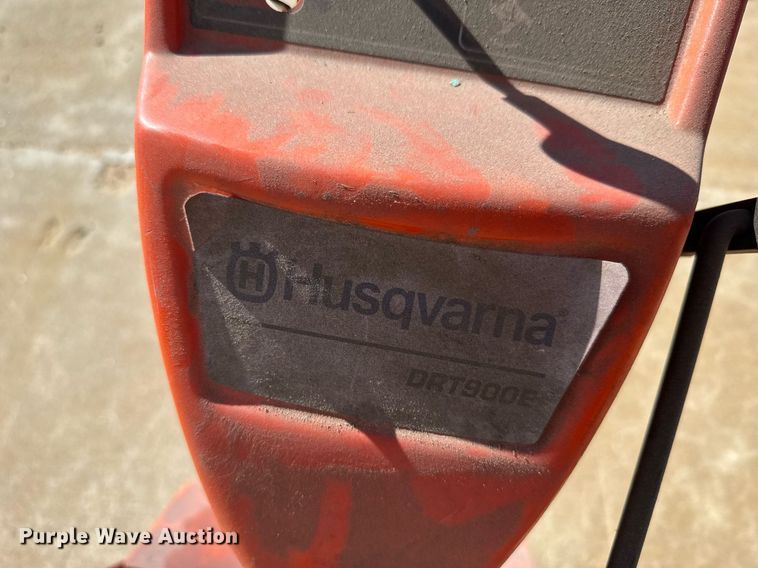 H Husqvarna®
DRT900E
Purple Wave Auction